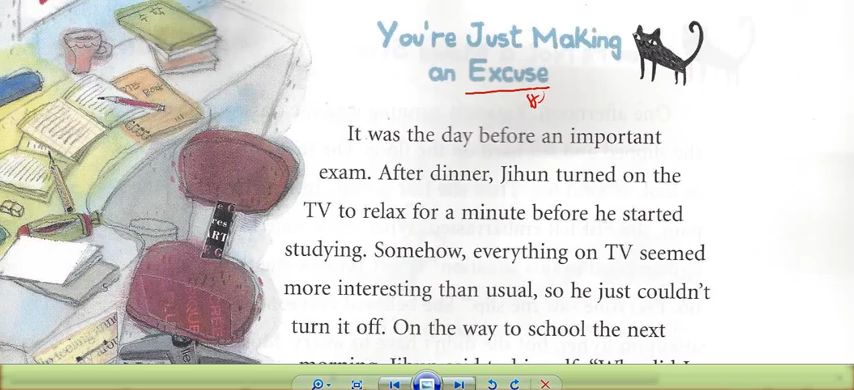 You're Just Making
an Excuse
It was the day before an important
exam. After dinner, Jihun turned on the
TV to relax for a minute before he started
studying. Somehow, everything on TV seemed
more interesting than usual, so he just couldn't
turn it off. On the way to school the next